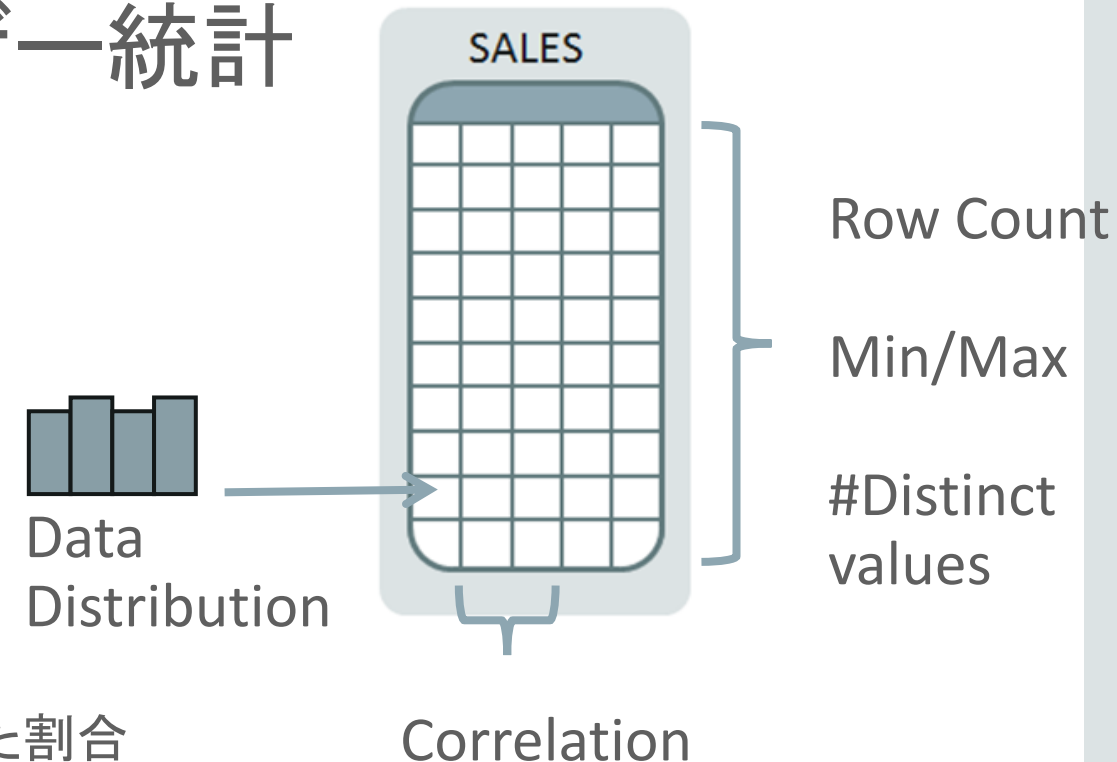 ー統計
SALES
Row Count
Min/Max
#Distinct
values
Data
Distribution
た割合
Correlation